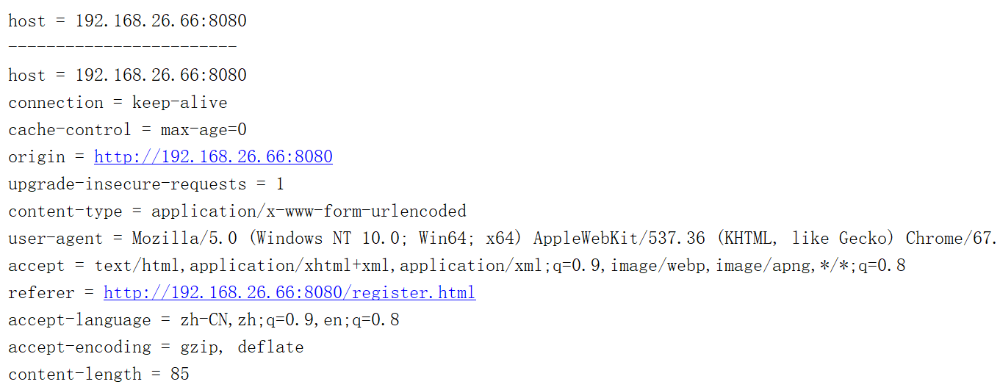 host = 192.168.26.66:8080
------------------------
host = 192.168.26.66:8080
connection = keep-alive
cache-control = max-age=0
origin = http://192.168.26.66:8080
upgrade-insecure-requests = 1
content-type = application/x-www-form-urlencoded
user-agent = Mozilla/5.0 (Windows NT 10.0; Win64; x64) AppleWebKit/537.36 (KHTML, like Gecko) Chrome/67.
accept = text/html,application/xhtml+xml,application/xml;q=0.9,image/webp,image/apng,*/*;q=0.8
referer = http://192.168.26.66:8080/register.html
accept-language = zh-CN,zh;q=0.9,en;q=0.8
accept-encoding = gzip, deflate
content-length = 85